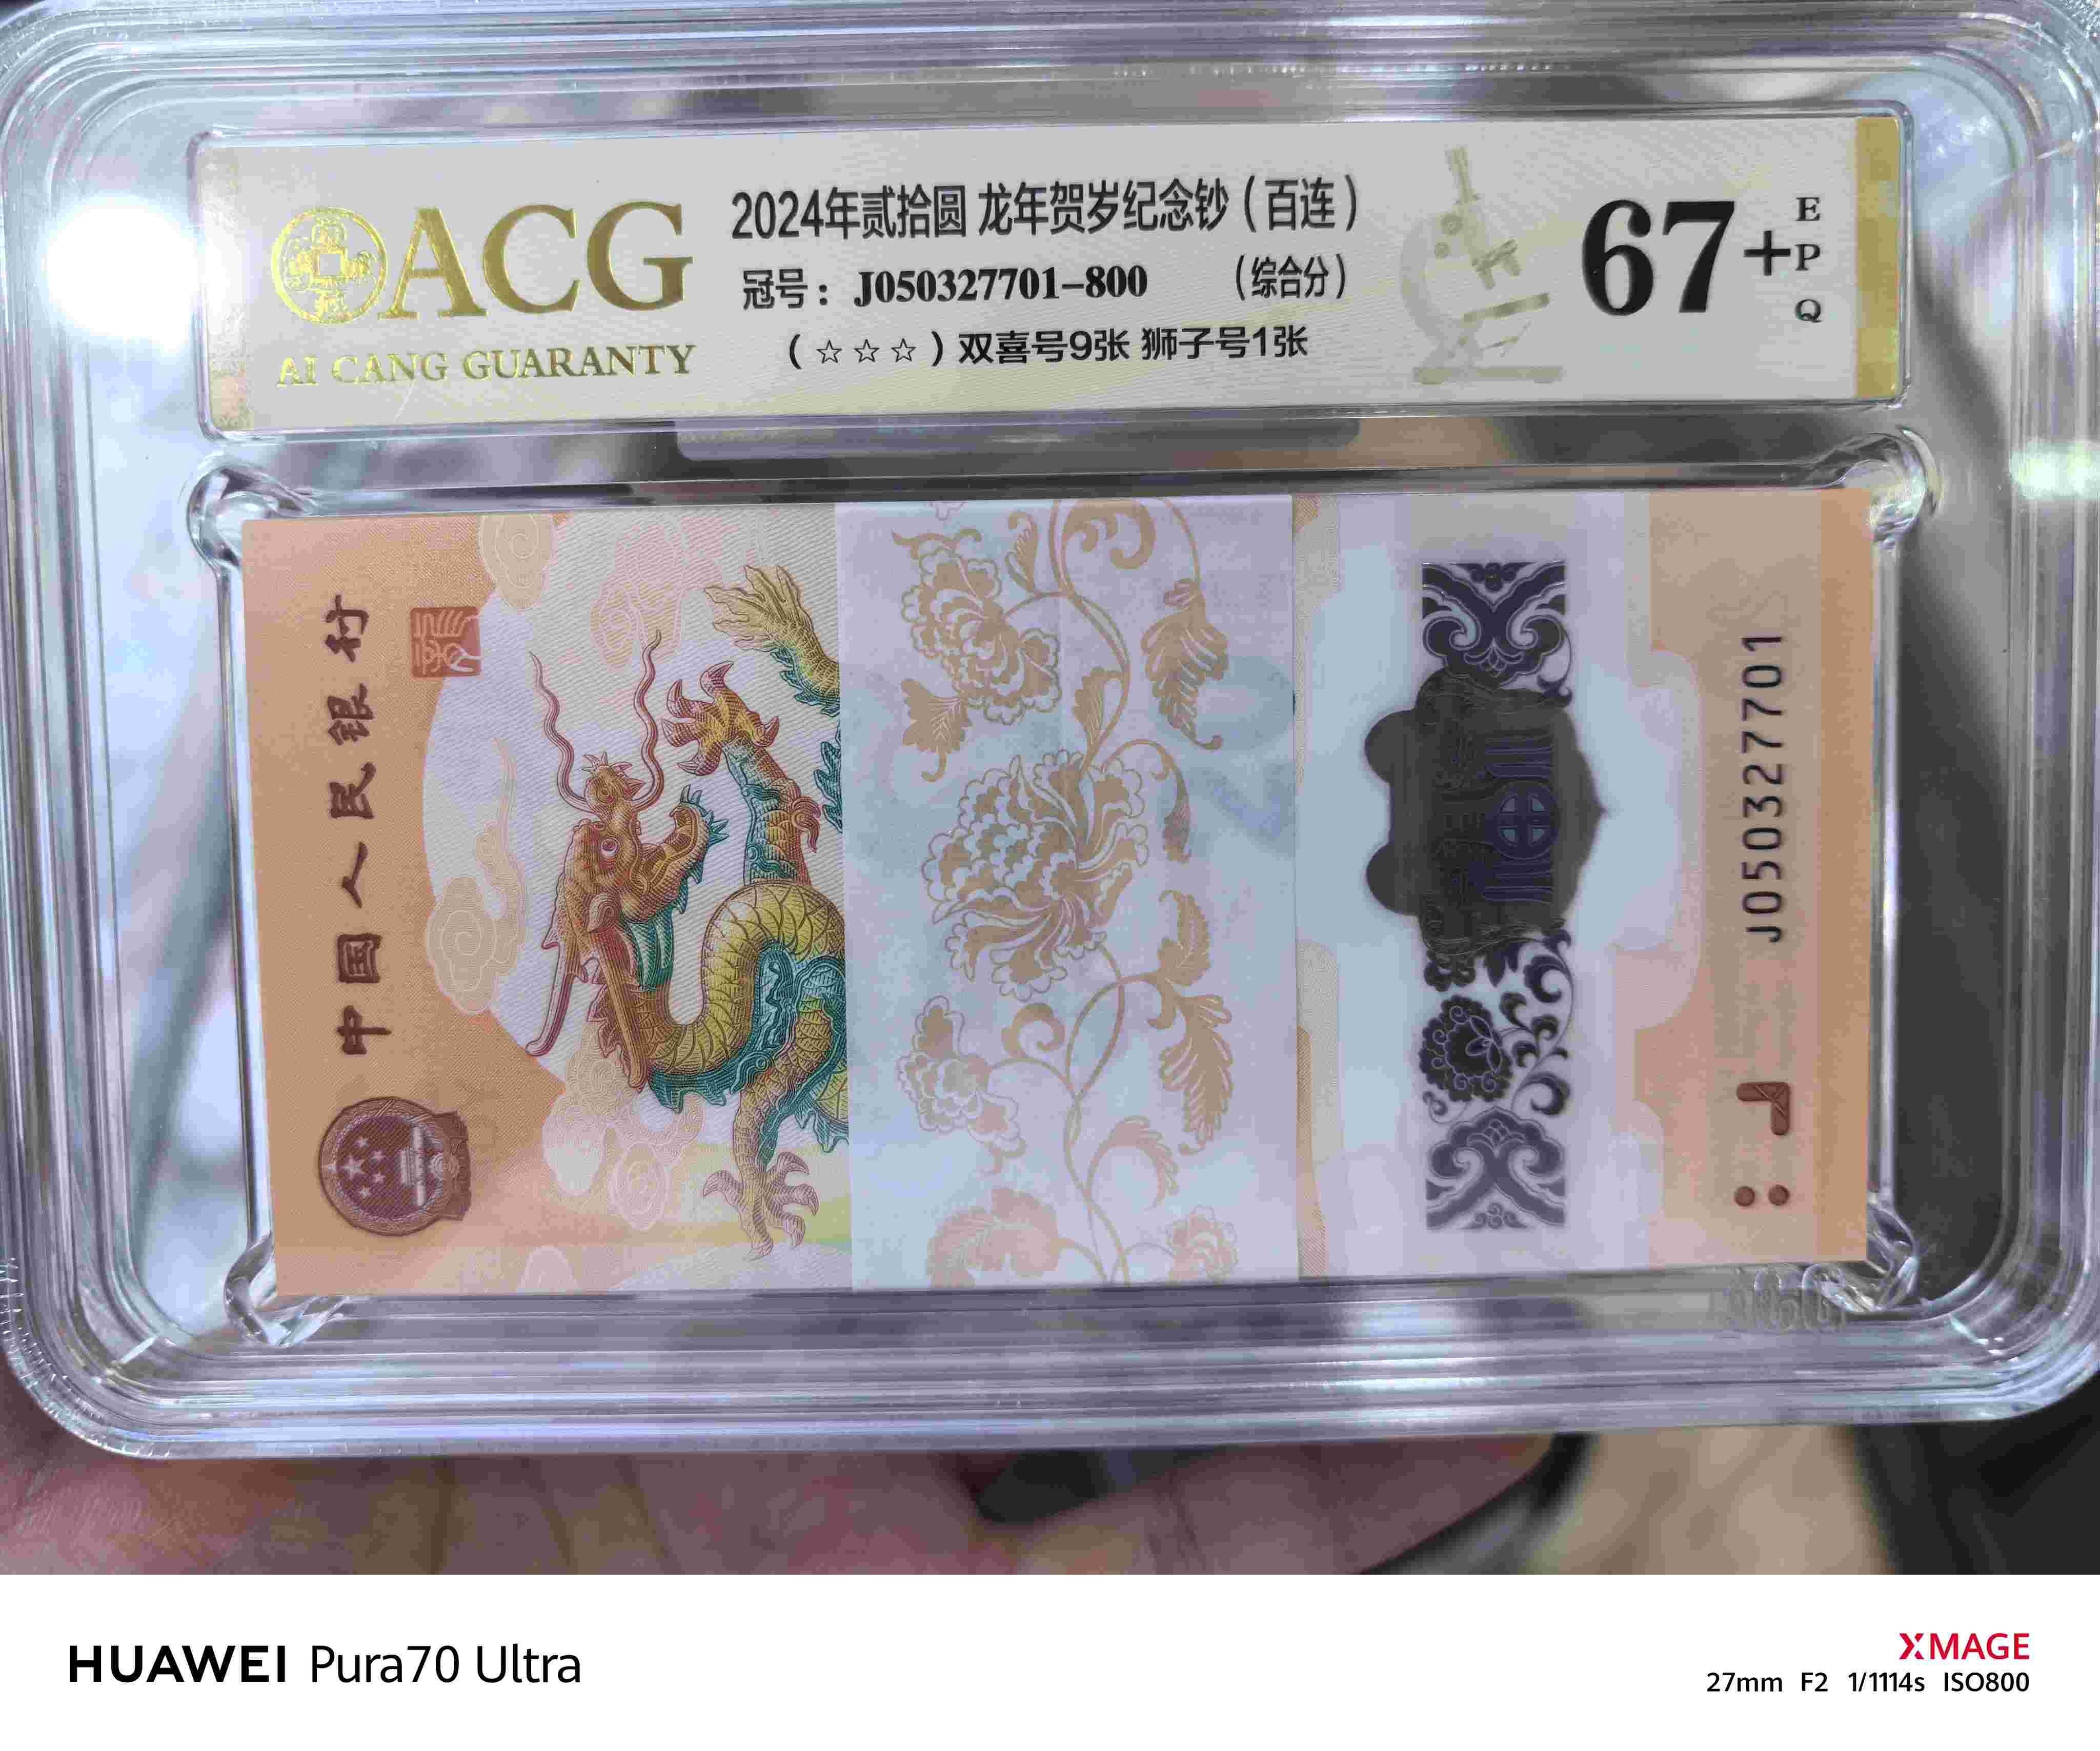 ACG
AI CANG GUARANTY
2024年贰拾圆 龙年贺岁纪念钞（百连）
冠号：J050327701-800 （综合分）
（☆☆☆）双喜号9张 狮子号1张
67+
EPQ
中国人民银行
J050327701
HUAWEI Pura70 Ultra
XMAGE
27mm F2 1/1114s ISO800